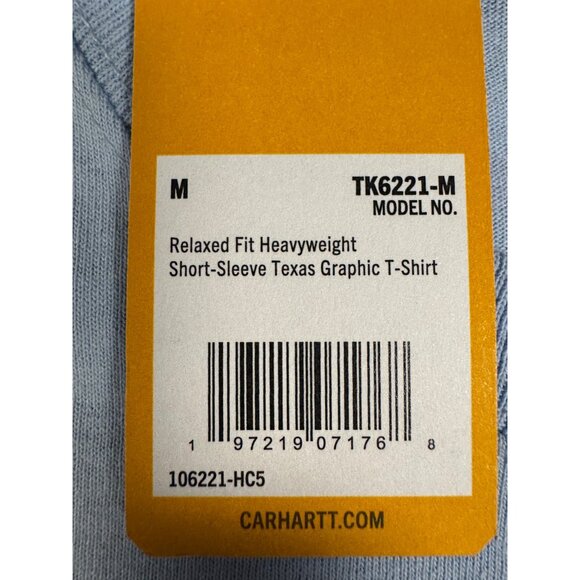 M
TK6221-M
MODEL NO.
Relaxed Fit Heavyweight
Short-Sleeve Texas Graphic T-Shirt
1 97219 07176 8
106221-HC5
CARHARTT.COM